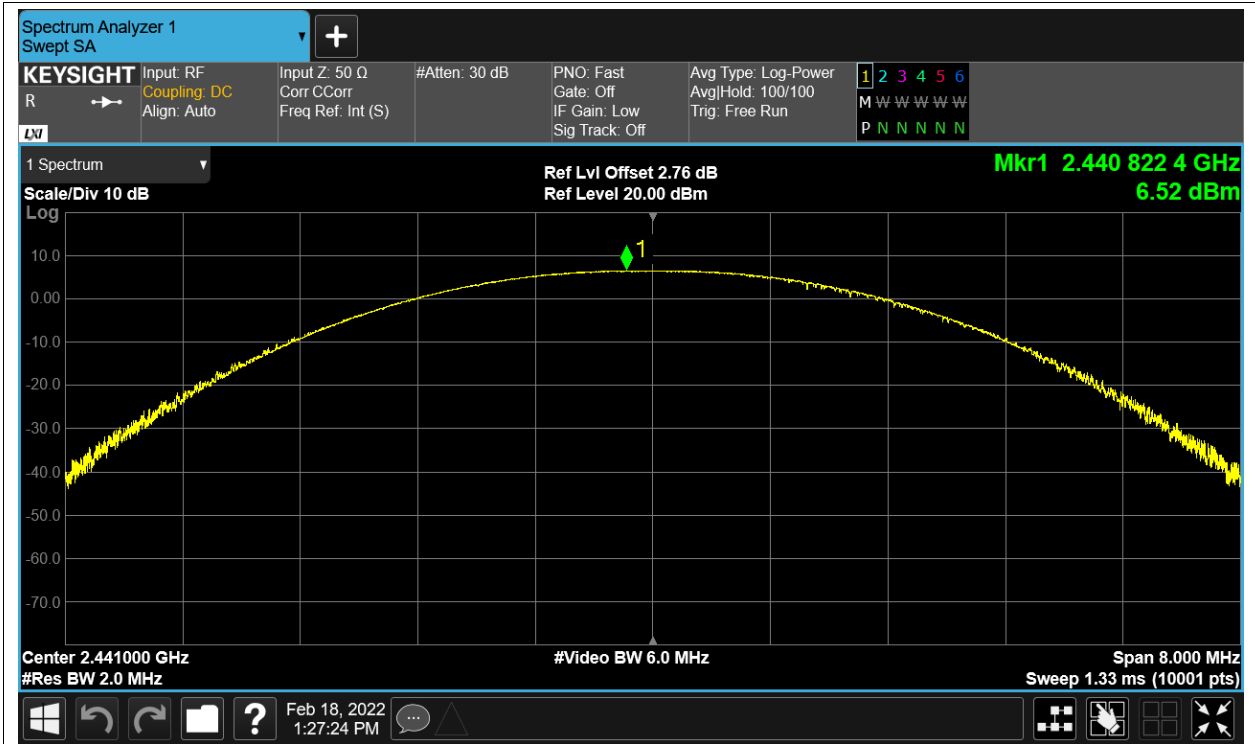 Spectrum Analyzer 1
Swept SA
KEYSIGHT
R
LXI
Input: RF
Coupling: DC
Align: Auto
Input Z: 50 Ω
Corr CCorr
Freq Ref: Int (S)
#Atten: 30 dB
PNO: Fast
Gate: Off
IF Gain: Low
Sig Track: Off
Avg Type: Log-Power
Avg|Hold: 100/100
Trig: Free Run
1 2 3 4 5 6
M W W W W W
P N N N N N
1 Spectrum
Scale/Div 10 dB
Log
Ref Lvl Offset 2.76 dB
Ref Level 20.00 dBm
Mkr1 2.440 822 4 GHz
6.52 dBm
1
10.0
0.00
-10.0
-20.0
-30.0
-40.0
-50.0
-60.0
-70.0
Center 2.441000 GHz
#Res BW 2.0 MHz
#Video BW 6.0 MHz
Span 8.000 MHz
Sweep 1.33 ms (10001 pts)
?
Feb 18, 2022
1:27:24 PM